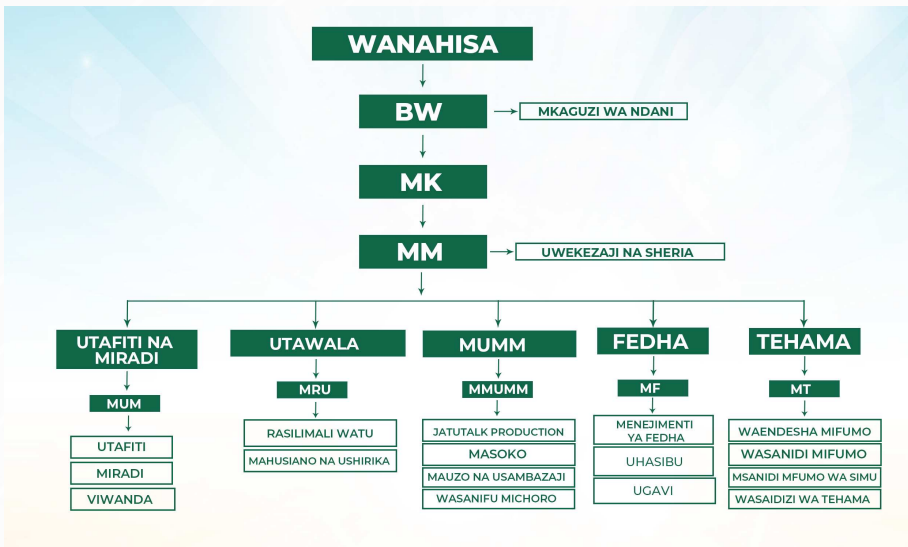 WANAHISA
BW
MKAGUZI WA NDANI
MK
MM
UWEKEZAJI NA SHERIA
UTAFITI NA
MIRADI
MUM
UTAFITI
MIRADI
VIWANDA
UTAWALA
MRU
RASILIMALI WATU
MAHUSIANO NA USHIRIKA
MUMM
MMUMM
JATUTALK PRODUCTION
MASOKO
MAUZO NA USAMBAZAJI
WASANIFU MICHORO
FEDHA
MF
MENEJIMENTI
YA FEDHA
UHASIBU
UGAVI
TEHAMA
MT
WAENDESHA MIFUMO
WASANIDI MIFUMO
MSANIDI MFUMO WA SIMU
WASAIDIZI WA TEHAMA